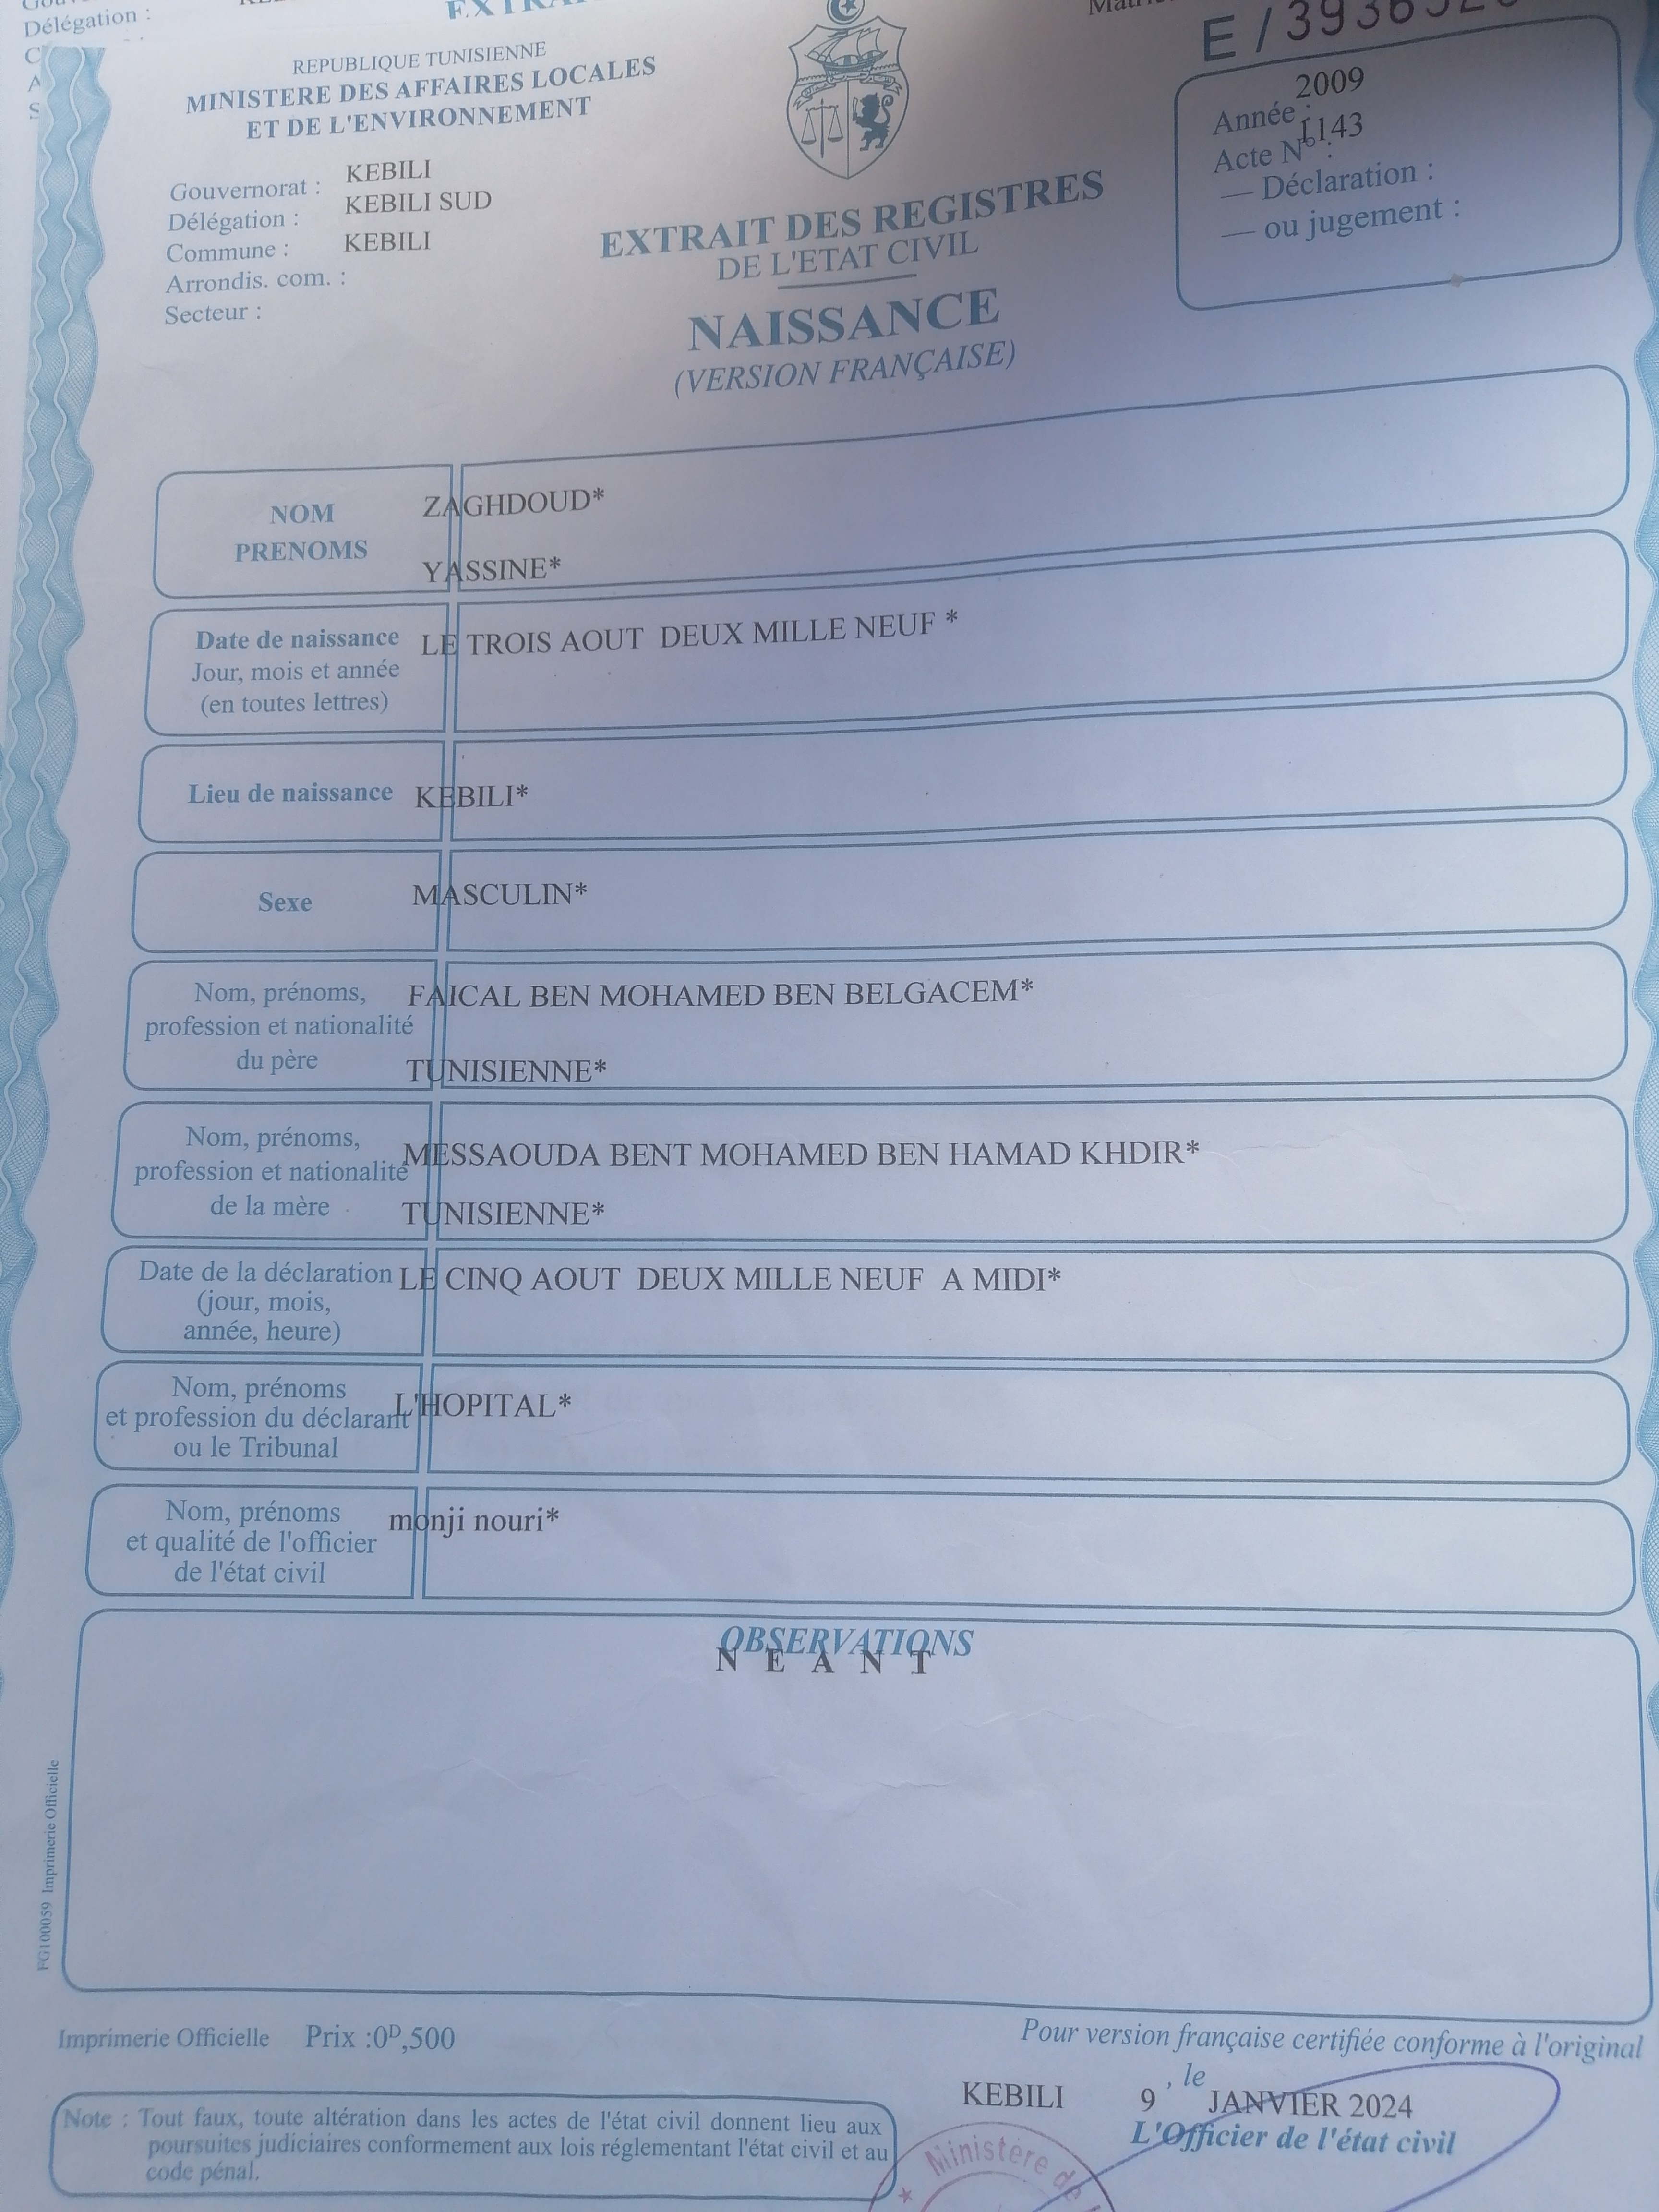 Délégation :
REPUBLIQUE TUNISIENNE
MINISTERE DES AFFAIRES LOCALES
ET DE L'ENVIRONNEMENT
Gouvernorat : KEBILI
Délégation : KEBILI SUD
Commune : KEBILI
Arrondis. com. :
Secteur :
EXTRAIT DES REGISTRES
DE L'ETAT CIVIL
NAISSANCE
(VERSION FRANÇAISE)
Année : 2009
Acte N° : 1143
— Déclaration :
— ou jugement :
NOM ZAGHDOUD*
PRENOMS YASSINE*
Date de naissance LE TROIS AOUT DEUX MILLE NEUF *
Jour, mois et année
(en toutes lettres)
Lieu de naissance KEBILI*
Sexe MASCULIN*
Nom, prénoms, FAICAL BEN MOHAMED BEN BELGACEM*
profession et nationalité
du père TUNISIENNE*
Nom, prénoms, MESSAOUDA BENT MOHAMED BEN HAMAD KHDIR*
profession et nationalité
de la mère TUNISIENNE*
Date de la déclaration LE CINQ AOUT DEUX MILLE NEUF A MIDI*
(jour, mois,
année, heure)
Nom, prénoms L'HOPITAL*
et profession du déclarant
ou le Tribunal
Nom, prénoms monji nouri*
et qualité de l'officier
de l'état civil
OBSERVATIONS
N E A N T
FG100059 Imprimerie Officielle
Imprimerie Officielle Prix :0D,500
Pour version française certifiée conforme à l'original
KEBILI 9 , le JANVIER 2024
L'Officier de l'état civil
Note : Tout faux, toute altération dans les actes de l'état civil donnent lieu aux
poursuites judiciaires conformement aux lois réglementant l'état civil et au
code pénal.
Ministère de